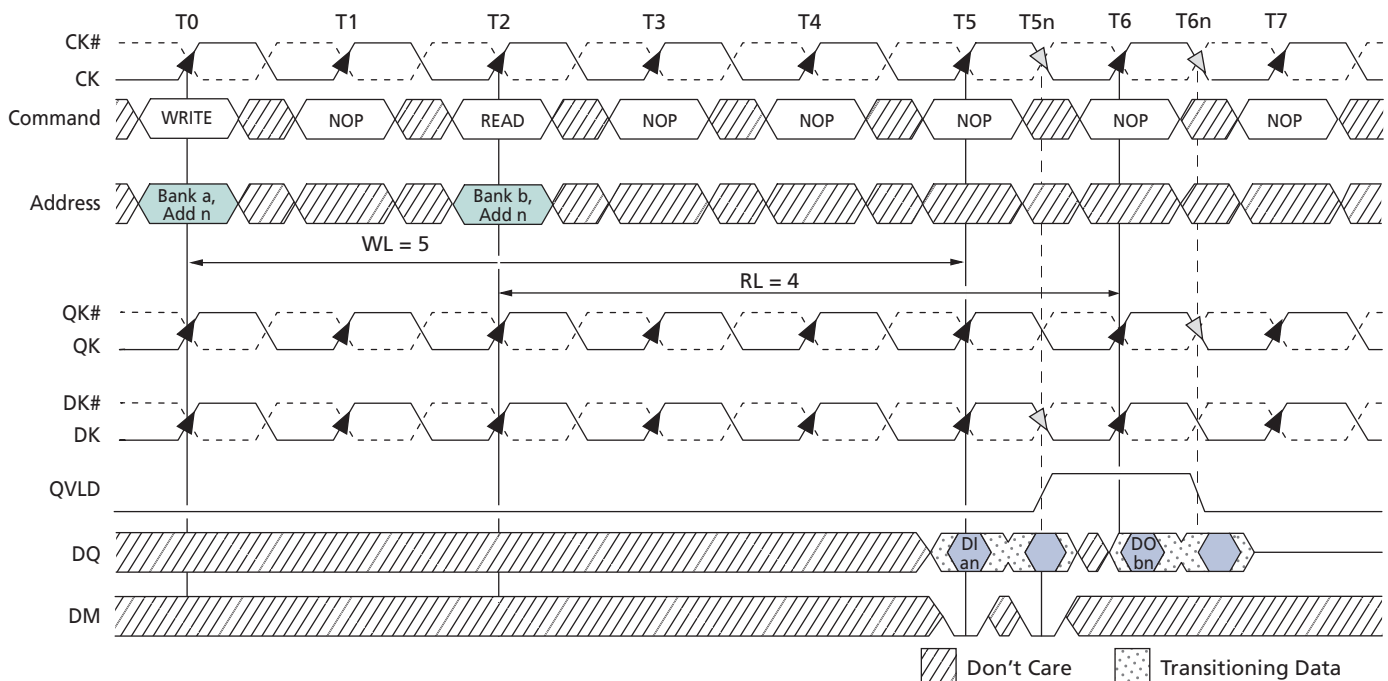 T0 T1 T2 T3 T4 T5 T5n T6 T6n T7
CK#
CK
Command WRITE NOP READ NOP NOP NOP NOP NOP
Address Bank a, Add n Bank b, Add n
WL = 5
RL = 4
QK#
QK
DK#
DK
QVLD
DQ DI an DO bn
DM
Don't Care Transitioning Data